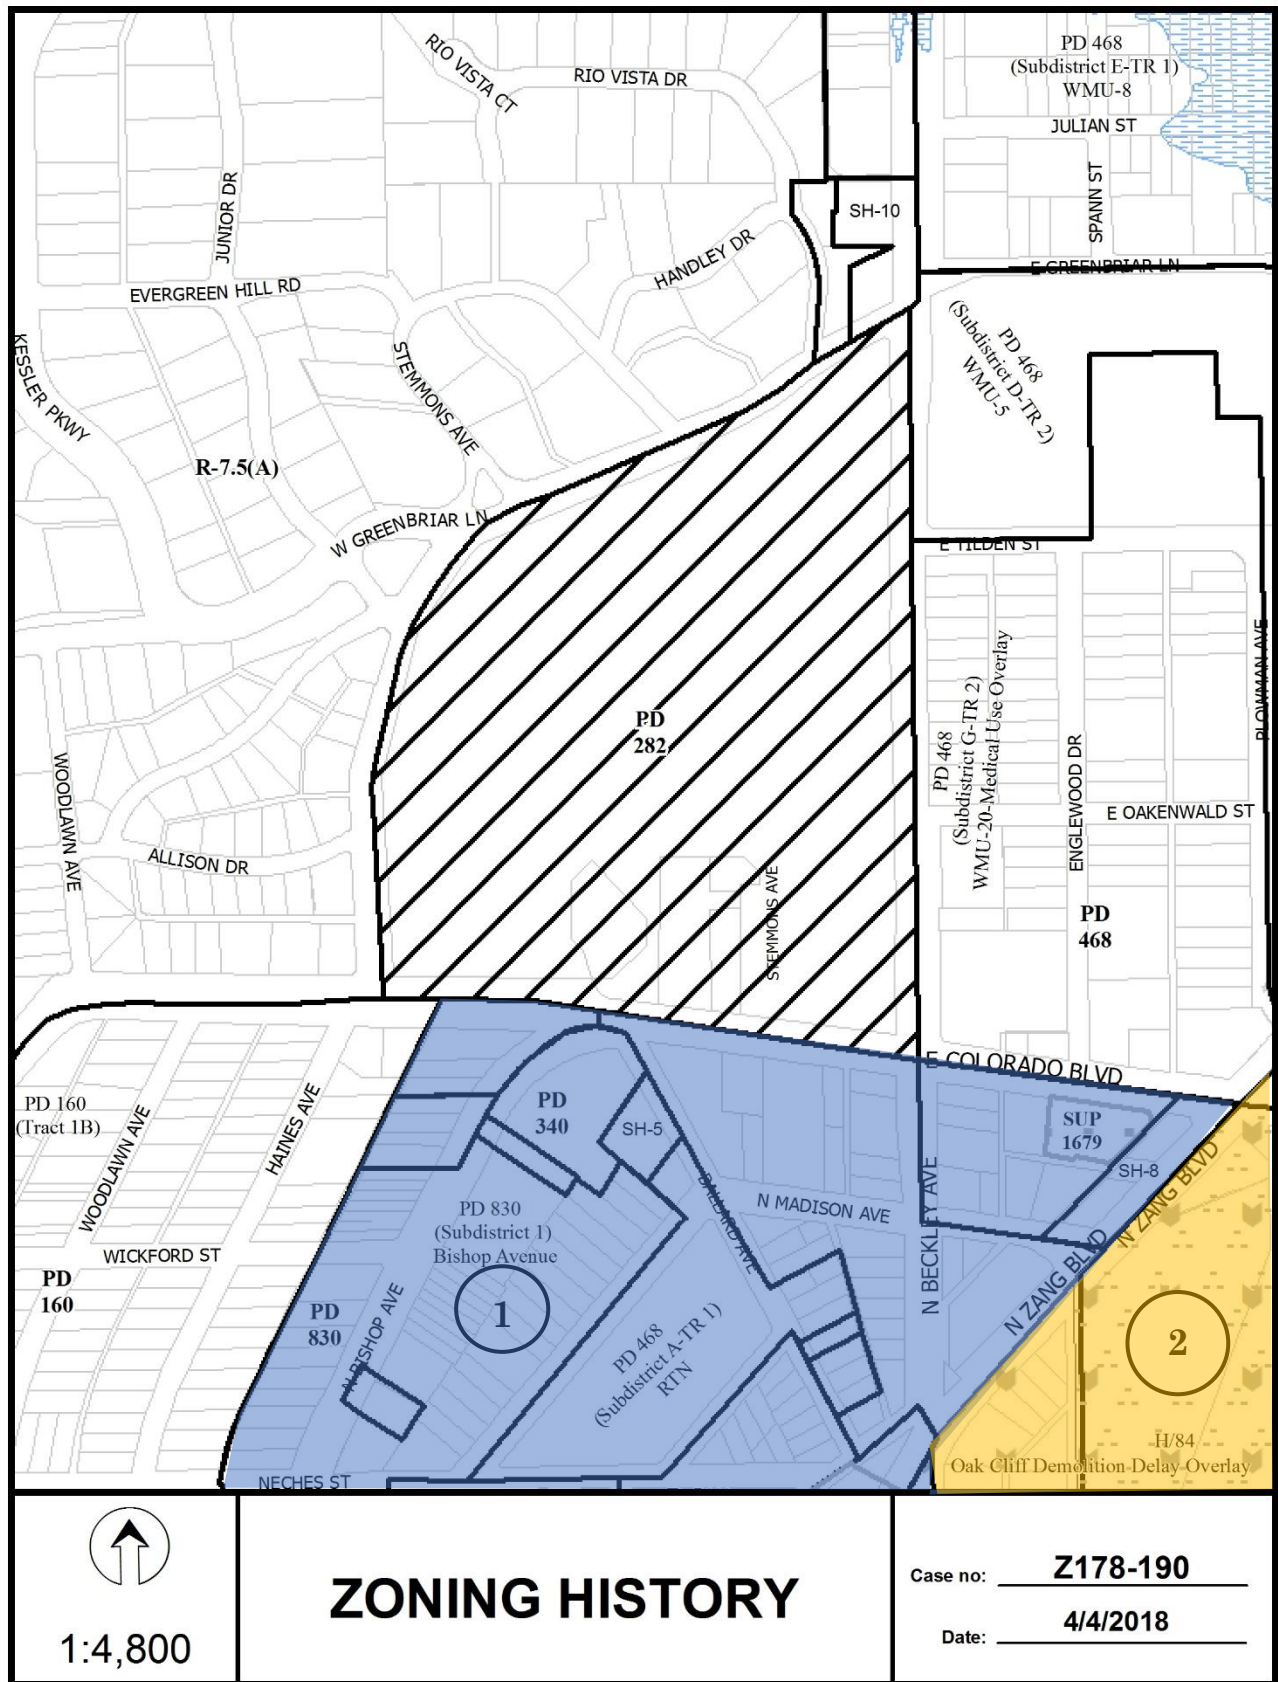 RIO VISTA CT
RIO VISTA DR
PD 468
(Subdistrict E-TR 1)
WMU-8
JULIAN ST
SPANN ST
JUNIOR DR
SH-10
HANDLEY DR
E GREENBRIAR LN
EVERGREEN HILL RD
KESSLER PKWY
STEMMONS AVE
PD 468
(Subdistrict D-TR 2)
WMU-5
R-7.5(A)
W GREENBRIAR LN
E TILDEN ST
PLOWMAN AVE
PD
282
PD 468
(Subdistrict G-TR 2)
WMU-20-Medical Use Overlay
ENGLEWOOD DR
E OAKENWALD ST
WOODLAWN AVE
ALLISON DR
STEMMONS AVE
PD
468
E COLORADO BLVD
PD 160
(Tract 1B)
WOODLAWN AVE
HAINES AVE
PD
340
SH-5
SUP
1679
SH-8
N ZANG BLVD
BALLARD AVE
N MADISON AVE
N BECKLEY AVE
PD 830
(Subdistrict 1)
Bishop Avenue
WICKFORD ST
PD
160
PD
830
N BISHOP AVE
1
PD 468
(Subdistrict A-TR 1)
RTN
N ZANG BLVD
2
H/84
Oak Cliff Demolition Delay Overlay
NECHES ST
1:4,800
ZONING HISTORY
Case no: Z178-190
Date: 4/4/2018